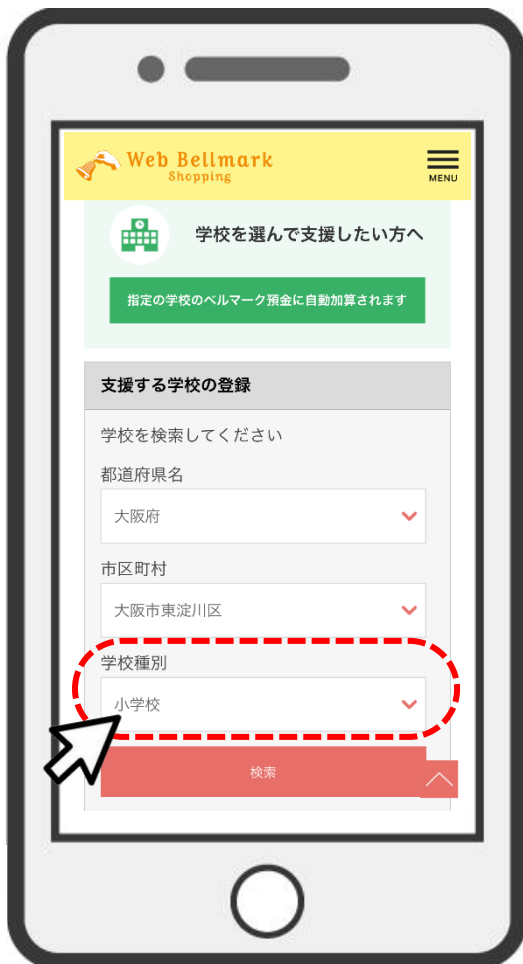 Web Bellmark
Shopping
MENU
学校を選んで支援したい方へ
指定の学校のベルマーク預金に自動加算されます
支援する学校の登録
学校を検索してください
都道府県名
大阪府
市区町村
大阪市東淀川区
学校種別
小学校
検索